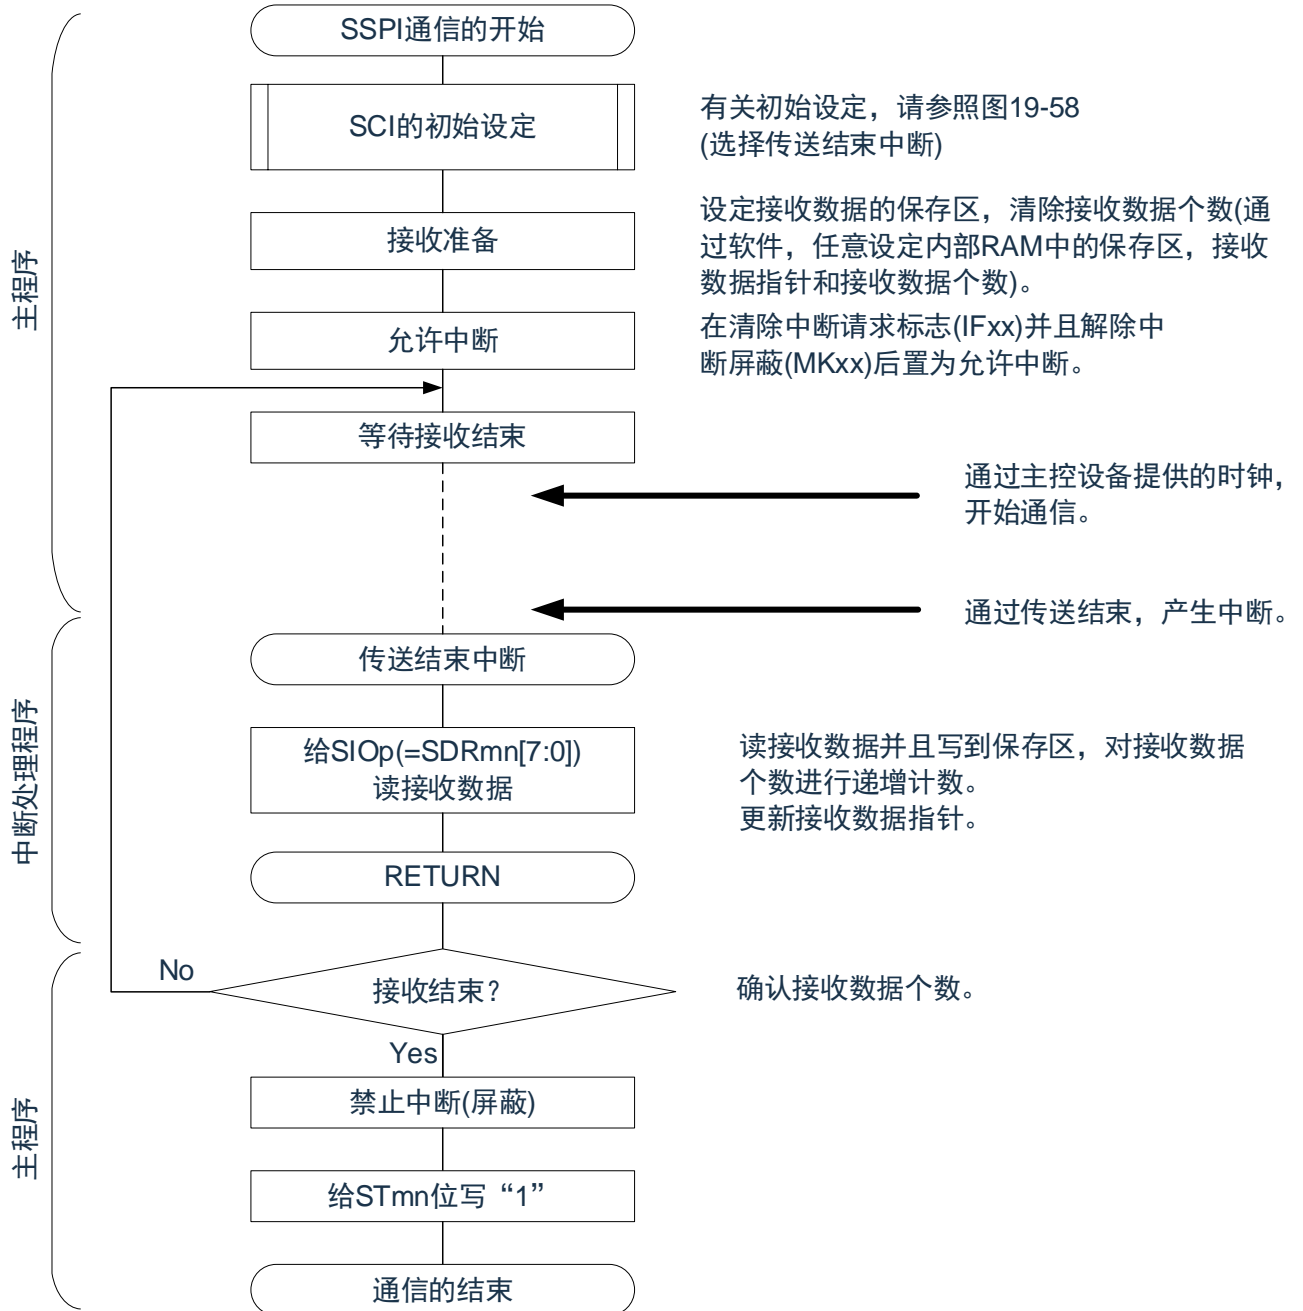 SSPI通信的开始
SCI的初始设定
有关初始设定，请参照图19-58
(选择传送结束中断)
接收准备
设定接收数据的保存区，清除接收数据个数(通
过软件，任意设定内部RAM中的保存区，接收
数据指针和接收数据个数)。
主程序
允许中断
在清除中断请求标志(IFxx)并且解除中
断屏蔽(MKxx)后置为允许中断。
等待接收结束
通过主控设备提供的时钟，
开始通信。
通过传送结束，产生中断。
传送结束中断
中断处理程序
给SIOp(=SDRmn[7:0])
读接收数据
读接收数据并且写到保存区，对接收数据
个数进行递增计数。
更新接收数据指针。
RETURN
No
接收结束？
确认接收数据个数。
Yes
主程序
禁止中断(屏蔽)
给STmn位写“1”
通信的结束